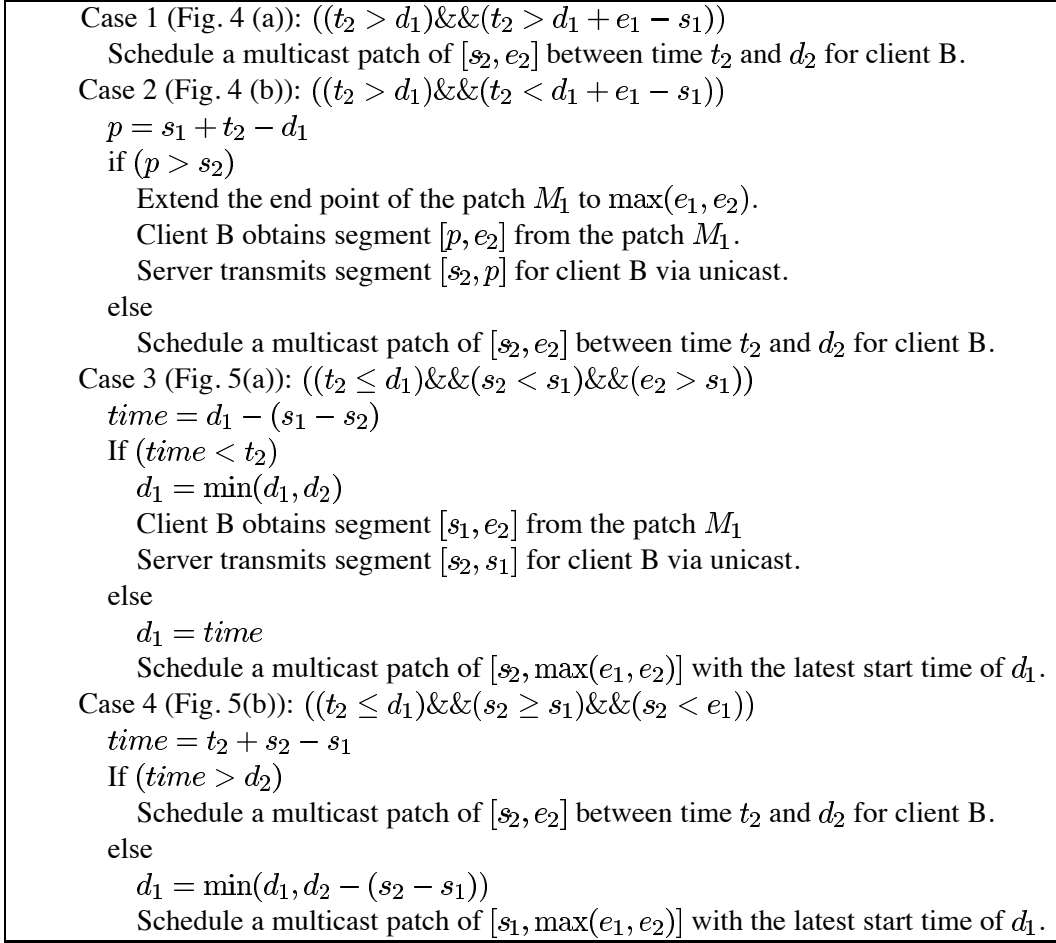 Case 1 (Fig. 4 (a)): ((t₂ > d₁)&&(t₂ > d₁ + e₁ − s₁))
Schedule a multicast patch of [s₂, e₂] between time t₂ and d₂ for client B.
Case 2 (Fig. 4 (b)): ((t₂ > d₁)&&(t₂ < d₁ + e₁ − s₁))
p = s₁ + t₂ − d₁
if (p > s₂)
Extend the end point of the patch M₁ to max(e₁, e₂).
Client B obtains segment [p, e₂] from the patch M₁.
Server transmits segment [s₂, p] for client B via unicast.
else
Schedule a multicast patch of [s₂, e₂] between time t₂ and d₂ for client B.
Case 3 (Fig. 5(a)): ((t₂ ≤ d₁)&&(s₂ < s₁)&&(e₂ > s₁))
time = d₁ − (s₁ − s₂)
If (time < t₂)
d₁ = min(d₁, d₂)
Client B obtains segment [s₁, e₂] from the patch M₁
Server transmits segment [s₂, s₁] for client B via unicast.
else
d₁ = time
Schedule a multicast patch of [s₂, max(e₁, e₂)] with the latest start time of d₁.
Case 4 (Fig. 5(b)): ((t₂ ≤ d₁)&&(s₂ ≥ s₁)&&(s₂ < e₁))
time = t₂ + s₂ − s₁
If (time > d₂)
Schedule a multicast patch of [s₂, e₂] between time t₂ and d₂ for client B.
else
d₁ = min(d₁, d₂ − (s₂ − s₁))
Schedule a multicast patch of [s₁, max(e₁, e₂)] with the latest start time of d₁.